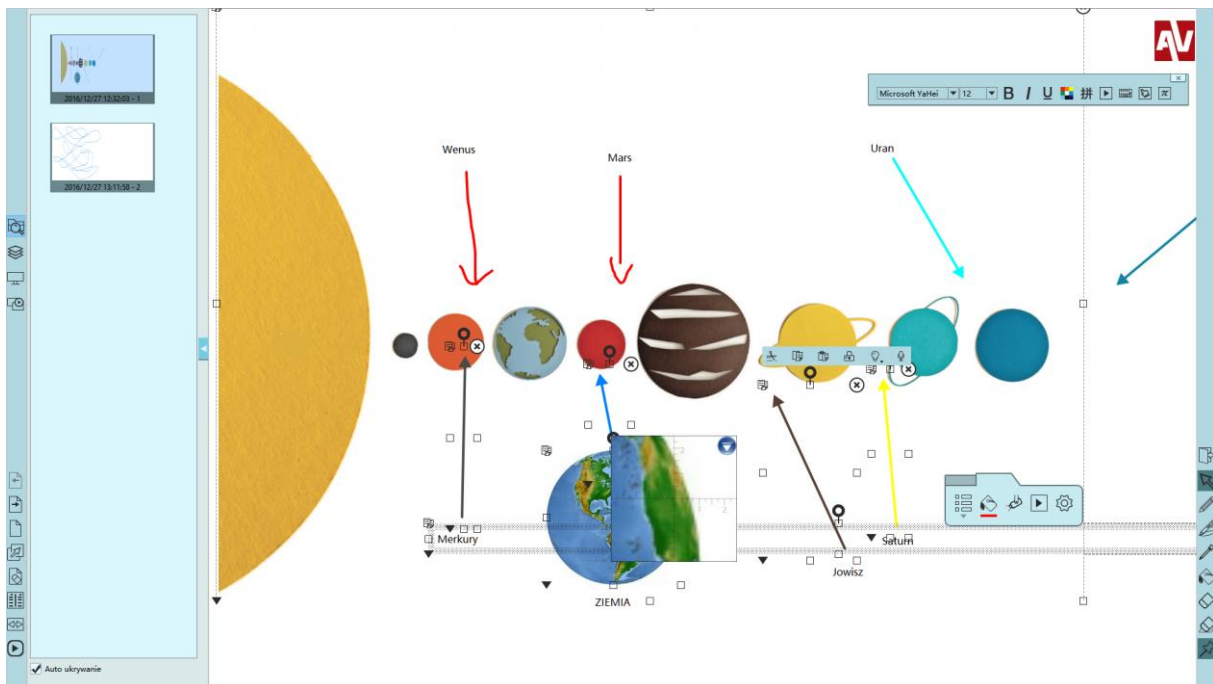 AV
2016/12/27 12:32:03 - 1
2016/12/27 13:11:58 - 2
Microsoft YaHei 12 B I U 拼 π
Wenus
Mars
Uran
Merkury
Saturn
Jowisz
ZIEMIA
Auto ukrywanie